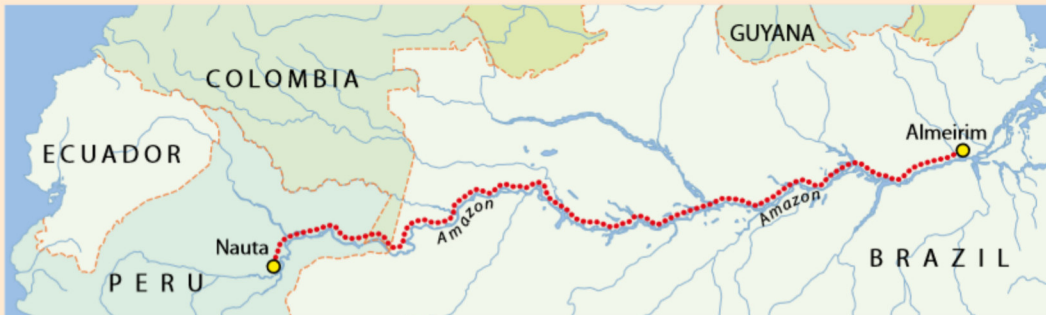 GUYANA
COLOMBIA
Almeirim
ECUADOR
Amazon
Amazon
Nauta
BRAZIL
PERU